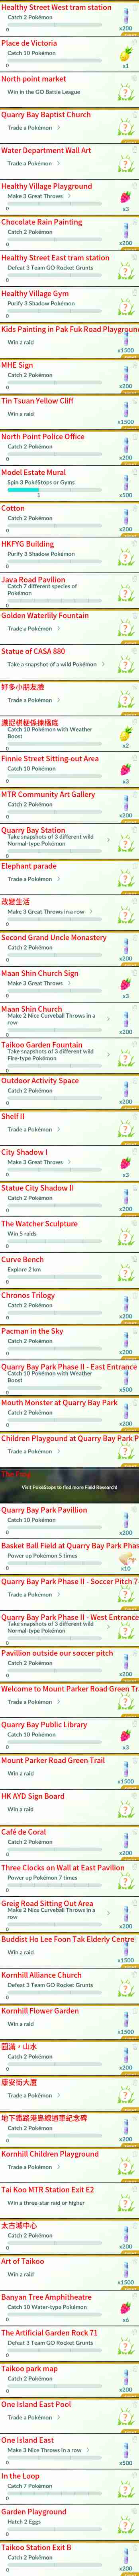 Healthy Street West tram station
Catch 2 Pokémon
0
x200
Place de Victoria
Catch 10 Pokémon
0
x1
North point market
Win in the GO Battle League
Quarry Bay Baptist Church
Trade a Pokémon
0
Water Department Wall Art
Trade a Pokémon
0
Healthy Village Playground
Make 3 Great Throws
0
x3
Chocolate Rain Painting
Catch 2 Pokémon
0
x200
Healthy Street East tram station
Defeat 3 Team GO Rocket Grunts
0
Healthy Village Gym
Purify 3 Shadow Pokémon
0
Kids Painting in Pak Fuk Road Playground
Win a raid
x1500
MHE Sign
Catch 2 Pokémon
0
x200
Tin Tsuan Yellow Cliff
Win a raid
x1500
North Point Police Office
Catch 2 Pokémon
0
x200
Model Estate Mural
Spin 3 PokéStops or Gyms
1
x500
Cotton
Catch 2 Pokémon
0
x200
HKFYG Building
Purify 3 Shadow Pokémon
0
Java Road Pavilion
Catch 7 different species of
Pokémon
0
Golden Waterlily Fountain
Trade a Pokémon
0
Statue of CASA 880
Take a snapshot of a wild Pokémon
好多小朋友臉
Trade a Pokémon
0
Catch 10 Pokémon with Weather
Boost
0
x2
Finnie Street Sitting-out Area
Catch 10 Pokémon
0
x3
MTR Community Art Gallery
Catch 2 Pokémon
0
x200
Quarry Bay Station
Take snapshots of 3 different wild
Normal-type Pokémon
0
Elephant parade
Trade a Pokémon
0
改變生活
Make 3 Great Throws in a row
0
Second Grand Uncle Monastery
Catch 2 Pokémon
0
x200
Maan Shin Church Sign
Make 3 Great Throws
0
x3
Maan Shin Church
Make 2 Nice Curveball Throws in a
row
0
x200
Taikoo Garden Fountain
Take snapshots of 3 different wild
Fire-type Pokémon
0
Outdoor Activity Space
Catch 2 Pokémon
0
x200
Shelf II
Trade a Pokémon
0
City Shadow I
Make 3 Great Throws
0
x3
Statue City Shadow II
Catch 2 Pokémon
0
x200
The Watcher Sculpture
Win 5 raids
0
Curve Bench
Explore 2 km
0
Chronos Trilogy
Catch 2 Pokémon
0
x200
Pacman in the Sky
Catch 2 Pokémon
0
x200
Quarry Bay Park Phase II - East Entrance
Catch 10 Pokémon with Weather
Boost
0
x500
Mouth Monster at Quarry Bay Park
Catch 2 Pokémon
0
x200
Children Playground at Quarry Bay Park P
Trade a Pokémon
0
Visit PokéStops to find more Field Research!
Quarry Bay Park Pavillion
Catch 10 Pokémon
0
x200
Basket Ball Field at Quarry Bay Park Phas
Power up Pokémon 5 times
0
x10
Quarry Bay Park Phase II - Soccer Pitch 7-
Trade a Pokémon
0
Quarry Bay Park Phase II - West Entrance
Take snapshots of 3 different wild
Normal-type Pokémon
0
Pavillion outside our soccer pitch
Catch 2 Pokémon
0
x200
Welcome to Mount Parker Road Green Tr
Trade a Pokémon
0
Quarry Bay Public Library
Catch 10 Pokémon
0
x3
Mount Parker Road Green Trail
Win a raid
x1500
HK AYD Sign Board
Win a raid
Café de Coral
Catch 2 Pokémon
0
x200
Three Clocks on Wall at East Pavilion
Power up Pokémon 7 times
0
Greig Road Sitting Out Area
Make 2 Nice Curveball Throws in a
row
0
x200
Buddist Ho Lee Foon Tak Elderly Centre
Win a raid
x1500
Kornhill Alliance Church
Defeat 3 Team GO Rocket Grunts
0
Kornhill Flower Garden
Win a raid
x1500
圓滿，山水
Catch 2 Pokémon
0
x200
康安街大廈
Trade a Pokémon
0
地下鐵路港島綫通車紀念碑
Catch 2 Pokémon
0
x200
Kornhill Children Playground
Trade a Pokémon
0
Tai Koo MTR Station Exit E2
Win a three-star raid or higher
太古城中心
Catch 2 Pokémon
0
x200
Art of Taikoo
Win a raid
x1500
Banyan Tree Amphitheatre
Catch 10 Water-type Pokémon
0
x6
The Artificial Garden Rock 71
Defeat 3 Team GO Rocket Grunts
0
Taikoo park map
Catch 2 Pokémon
0
x200
One Island East Pool
Trade a Pokémon
0
One Island East
Make 3 Nice Throws in a row
0
x500
In the Loop
Catch 7 Pokémon
0
Garden Playground
Hatch 2 Eggs
0
Taikoo Station Exit B
Catch 2 Pokémon
0
x200